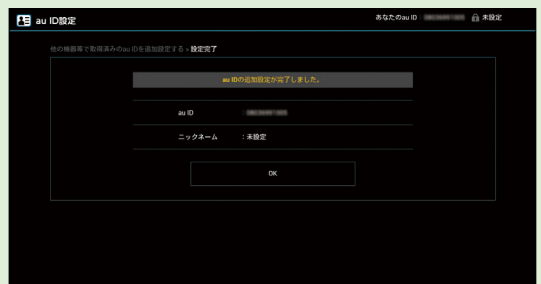 au ID設定
あなたのau ID
未設定
他の機器等で取得済みのau IDを追加設定する » 設定完了
au IDの追加設定が完了しました。
au ID :
ニックネーム : 未設定
OK